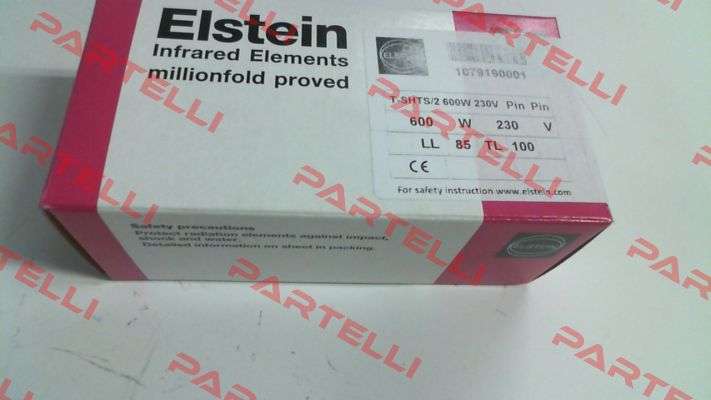 Elstein
Infrared Elements
millionfold proved
ELSTEIN
1079190001
T-SHTS/2 600W 230V Pin Pin
600 W 230 V
LL 85 TL 100
CE
For safety instruction www.elstein.com
Safety precautions
Protect radiation elements against impact,
shock and water.
Detailed information on sheet in packing.
ELSTEIN
PARTELLI
PARTELLI
PARTELLI
PARTELLI
PARTELLI
PARTELLI
PARTELLI
PARTELLI
PARTELLI